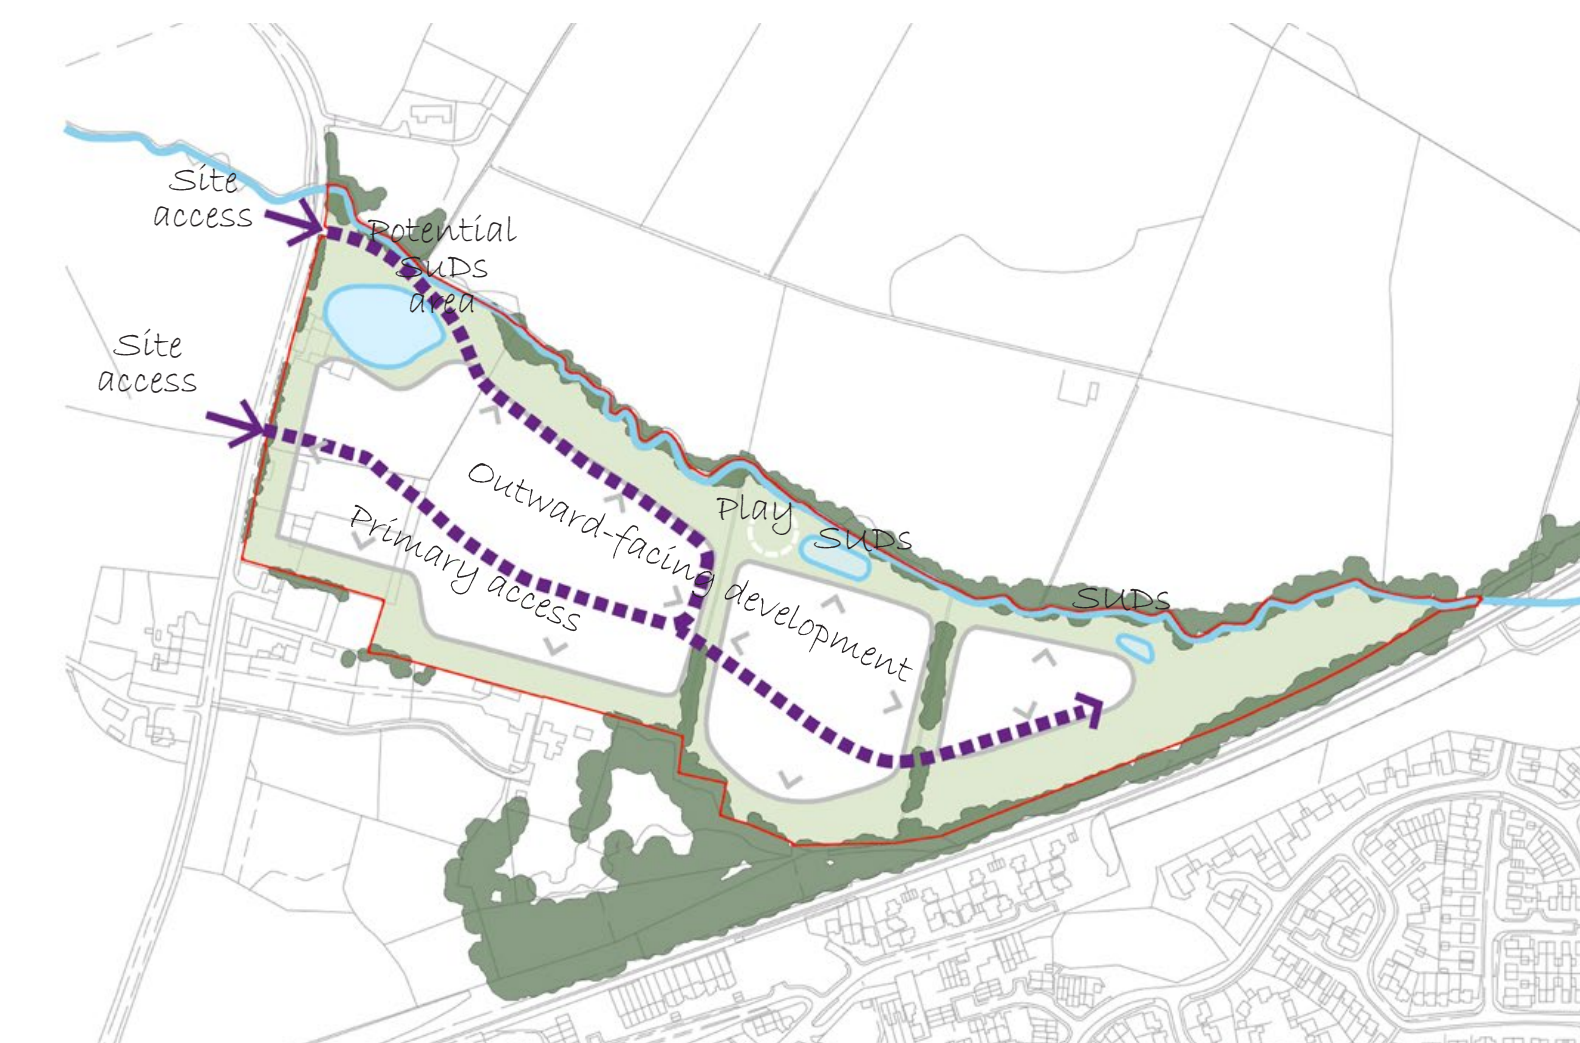 Site
access
Potential
SuDs
area
Site
access
Outward-facing development
Primary access
Play
SUDs
SUDs